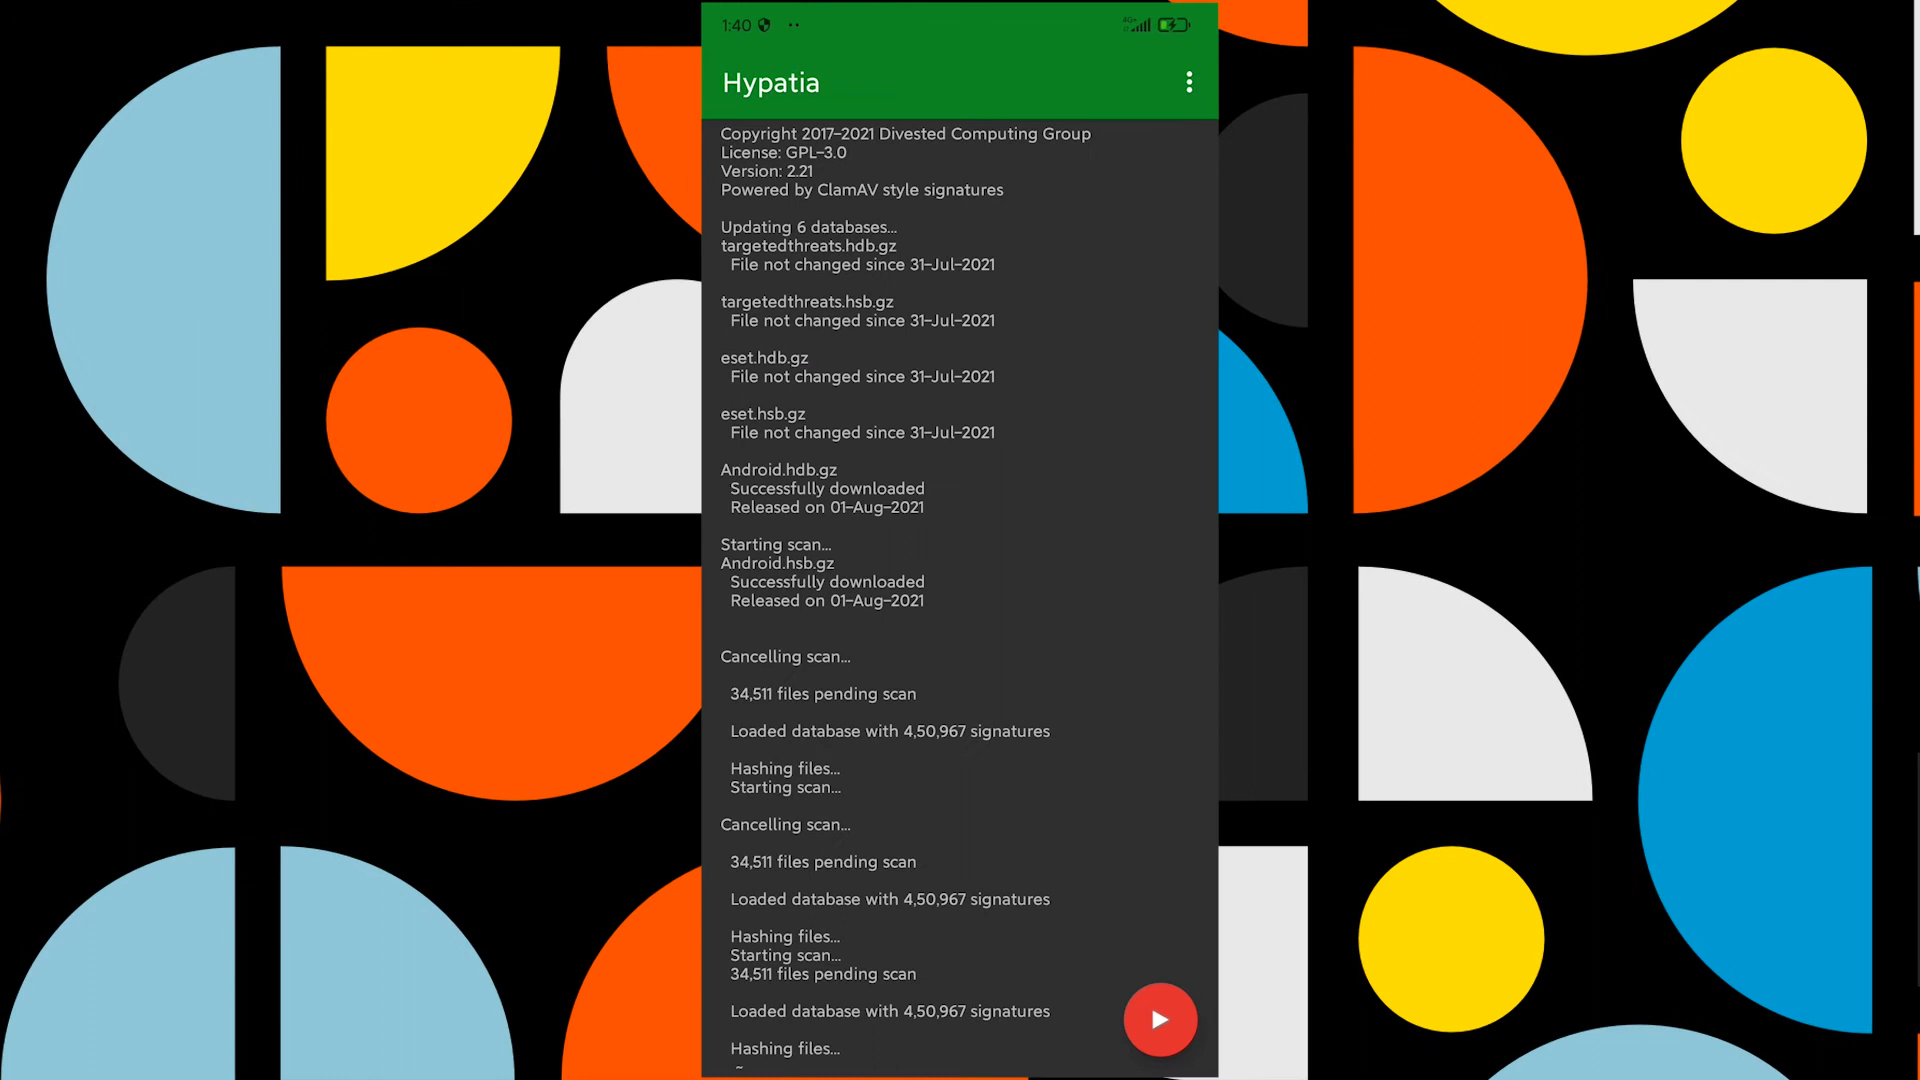 1:40
4G+
Hypatia
Copyright 2017-2021 Divested Computing Group
License: GPL-3.0
Version: 2.21
Powered by ClamAV style signatures
Updating 6 databases...
targetedthreats.hdb.gz
File not changed since 31-Jul-2021
targetedthreats.hsb.gz
File not changed since 31-Jul-2021
eset.hdb.gz
File not changed since 31-Jul-2021
eset.hsb.gz
File not changed since 31-Jul-2021
Android.hdb.gz
Successfully downloaded
Released on 01-Aug-2021
Starting scan...
Android.hsb.gz
Successfully downloaded
Released on 01-Aug-2021
Cancelling scan...
34,511 files pending scan
Loaded database with 4,50,967 signatures
Hashing files...
Starting scan...
Cancelling scan...
34,511 files pending scan
Loaded database with 4,50,967 signatures
Hashing files...
Starting scan...
34,511 files pending scan
Loaded database with 4,50,967 signatures
Hashing files...